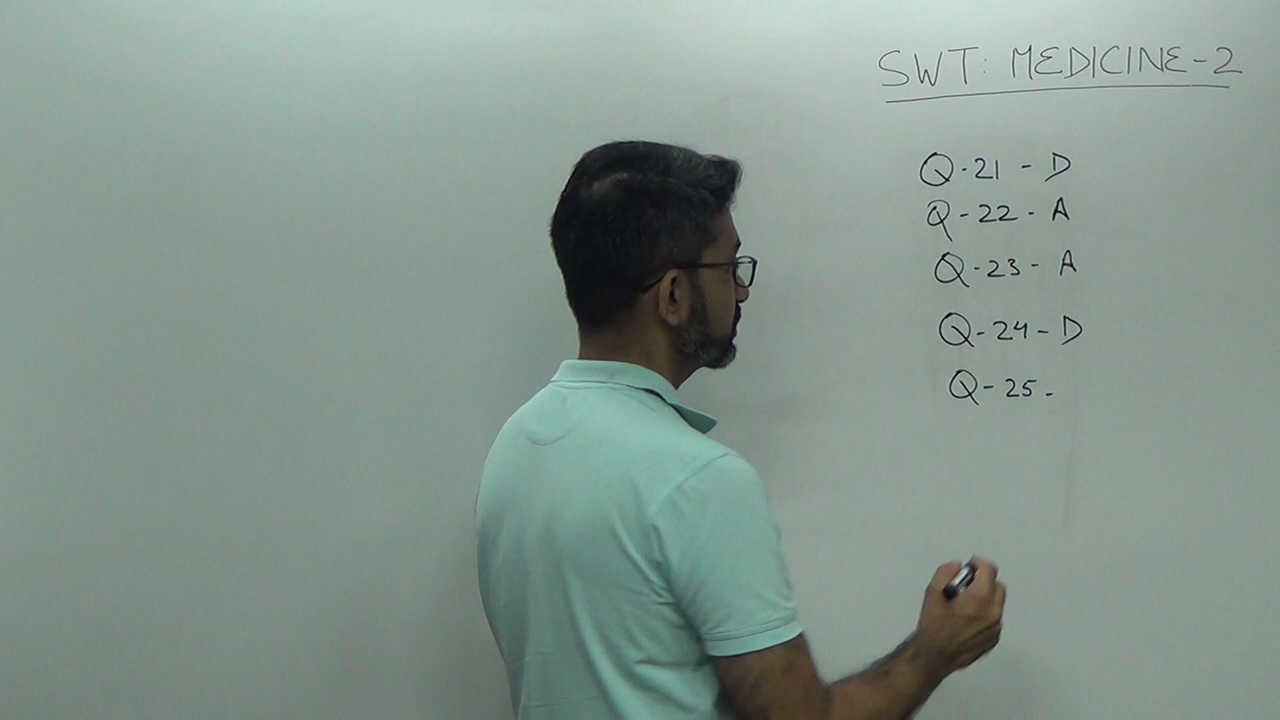 SWT: MEDICINE-2
Q-21 - D
Q-22-A
Q-23-A
Q-24-D
Q-25-